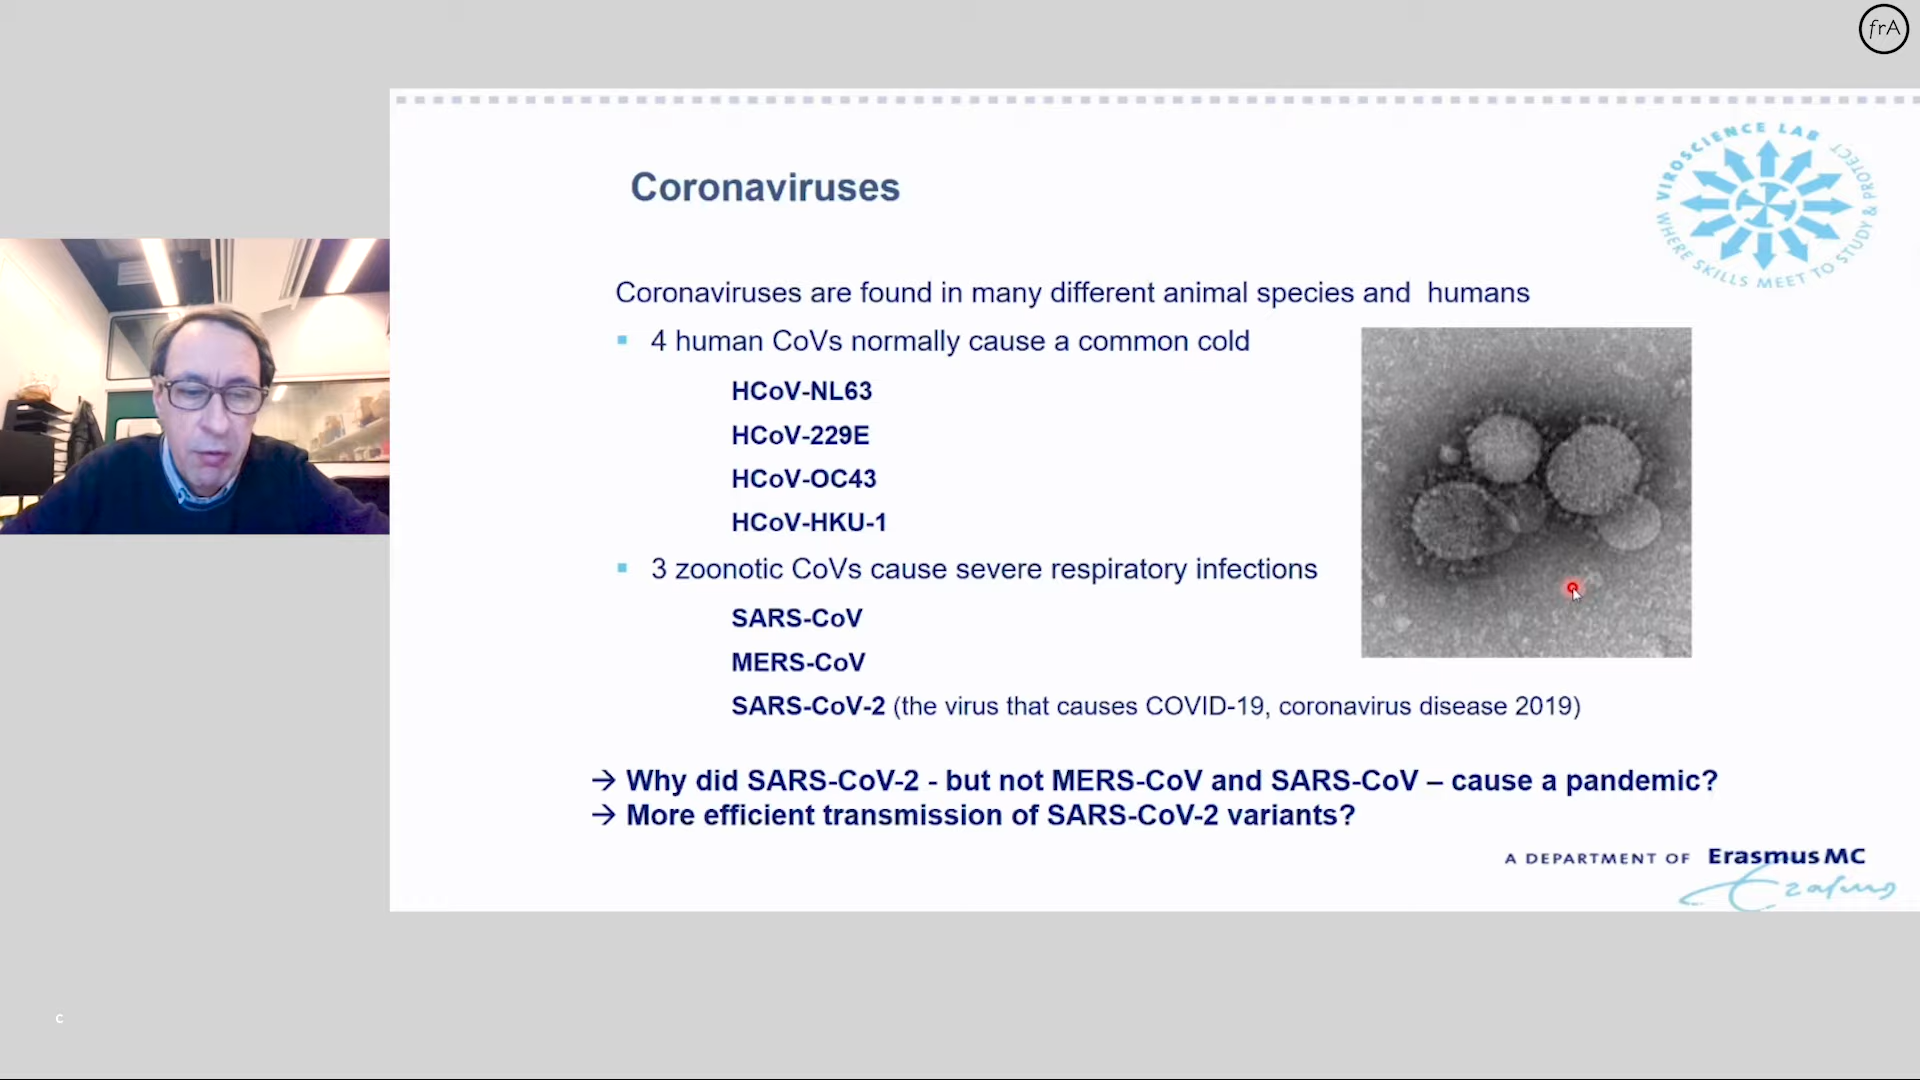 frA
VIROSCIENCE LAB
WHERE SKILLS MEET TO STUDY & PROTECT
Coronaviruses
Coronaviruses are found in many different animal species and humans
4 human CoVs normally cause a common cold
HCoV-NL63
HCoV-229E
HCoV-OC43
HCoV-HKU-1
3 zoonotic CoVs cause severe respiratory infections
SARS-CoV
MERS-CoV
SARS-CoV-2 (the virus that causes COVID-19, coronavirus disease 2019)
→ Why did SARS-CoV-2 - but not MERS-CoV and SARS-CoV – cause a pandemic?
→ More efficient transmission of SARS-CoV-2 variants?
A DEPARTMENT OF Erasmus MC
Erasmus
c